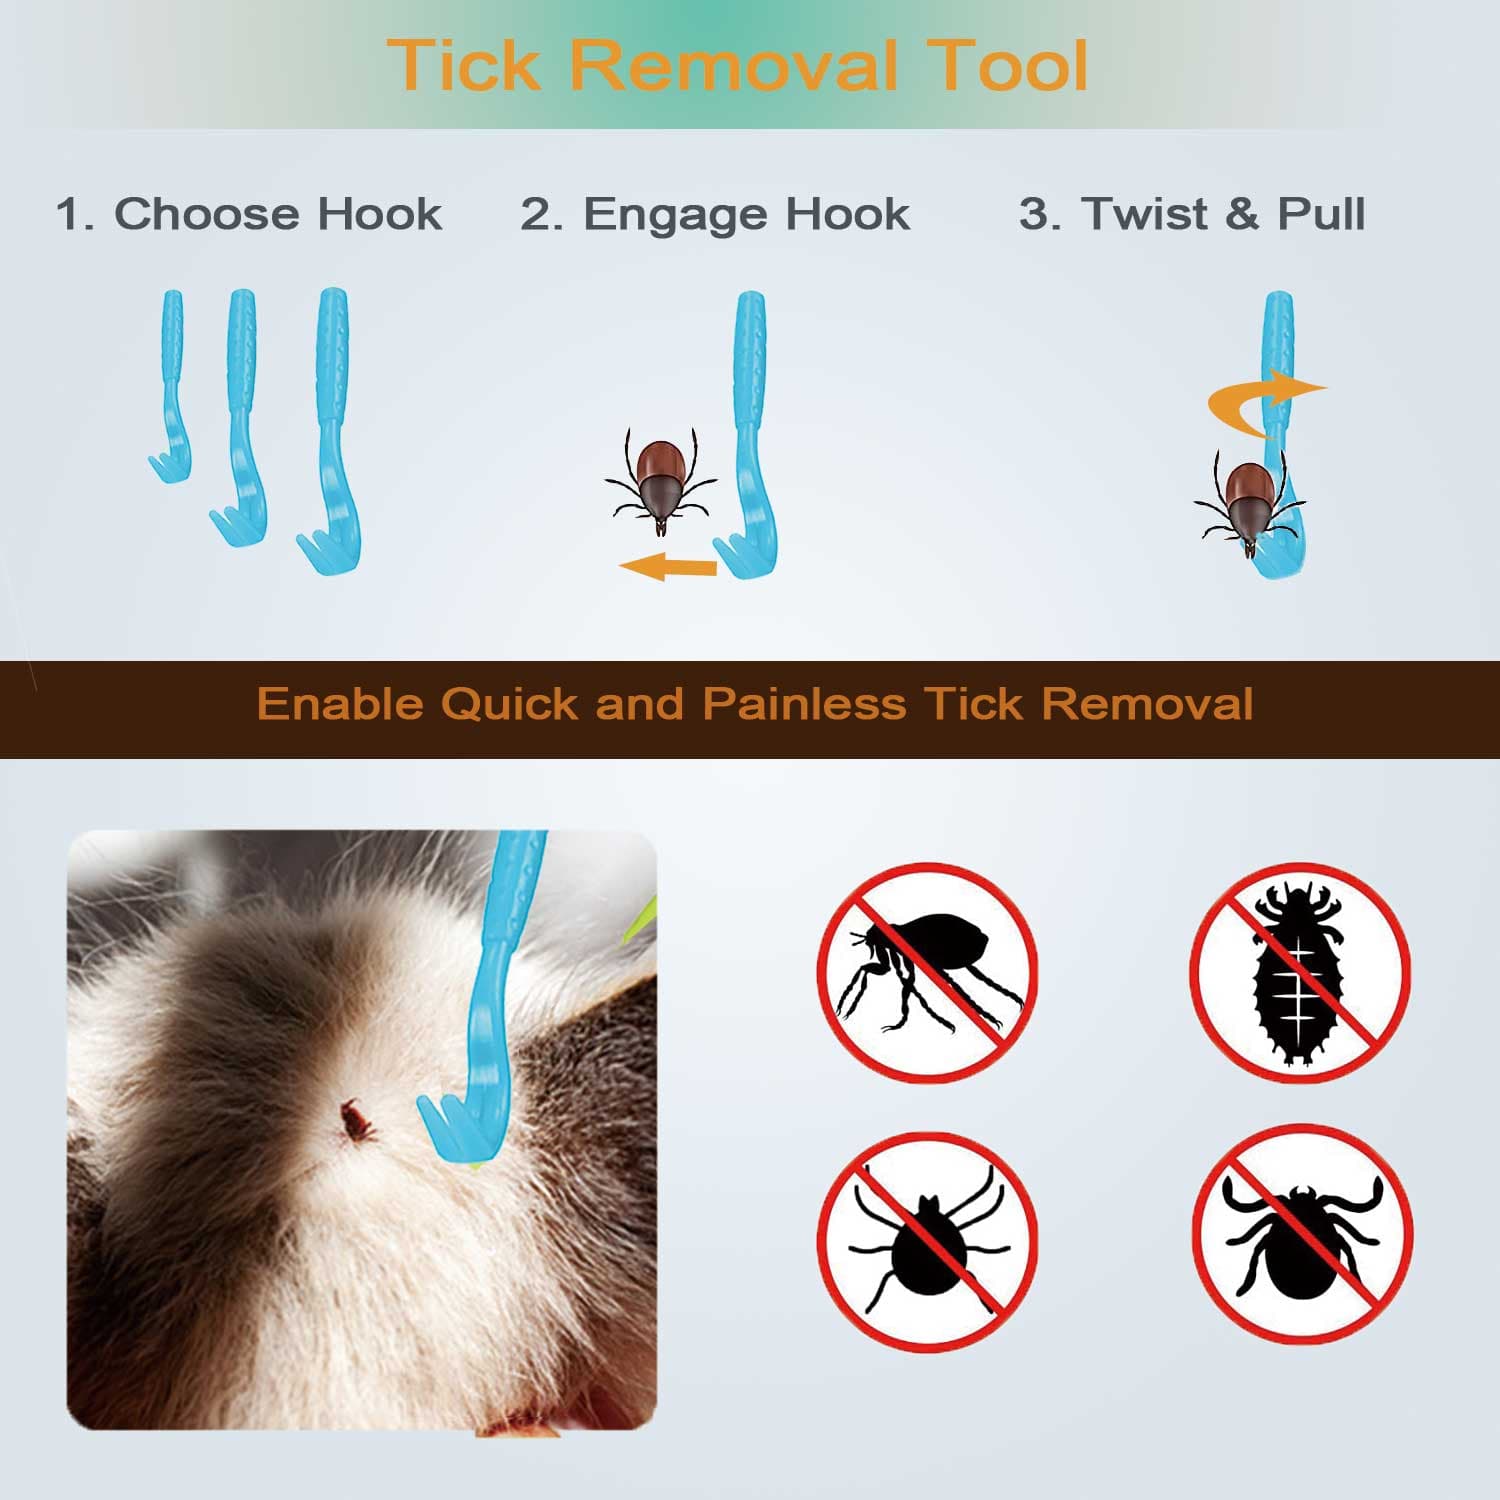 Tick Removal Tool
1. Choose Hook
2. Engage Hook
3. Twist & Pull
Enable Quick and Painless Tick Removal